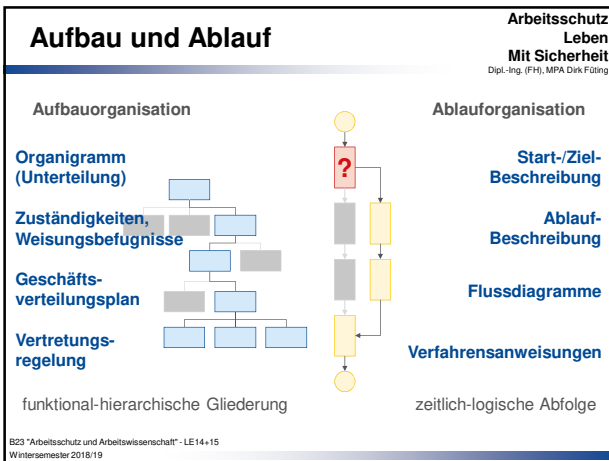 Aufbau und Ablauf
Arbeitsschutz
Leben
Mit Sicherheit
Dipl.-Ing. (FH), MPA Dirk Füting
Aufbauorganisation
Organigramm
(Unterteilung)
Zuständigkeiten,
Weisungsbefugnisse
Geschäfts-
verteilungsplan
Vertretungs-
regelung
funktional-hierarchische Gliederung
?
Ablauforganisation
Start-/Ziel-
Beschreibung
Ablauf-
Beschreibung
Flussdiagramme
Verfahrensanweisungen
zeitlich-logische Abfolge
B23 "Arbeitsschutz und Arbeitswissenschaft" - LE14+15
Wintersemester 2018/19